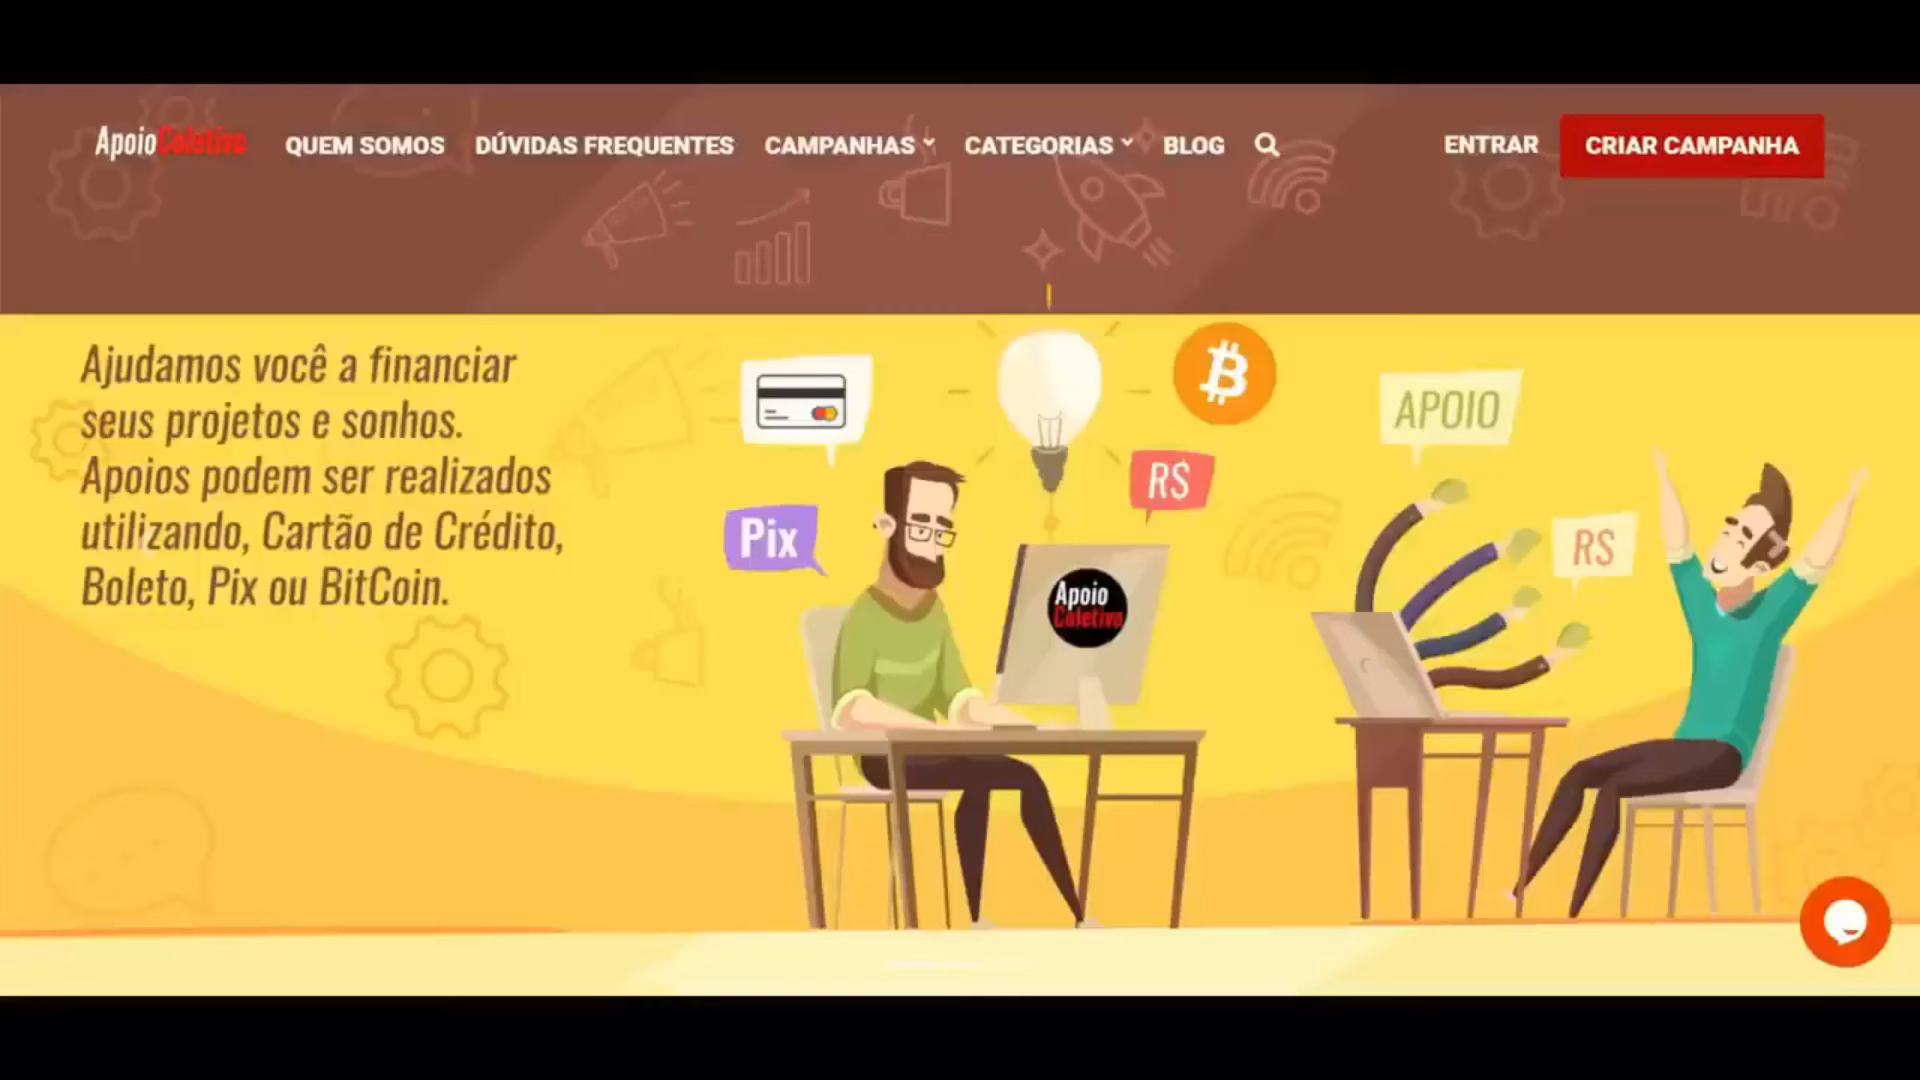 ApoioColetivo QUEM SOMOS DÚVIDAS FREQUENTES CAMPANHAS CATEGORIAS BLOG ENTRAR CRIAR CAMPANHA
Ajudamos você a financiar
seus projetos e sonhos.
Apoios podem ser realizados
utilizando, Cartão de Crédito,
Boleto, Pix ou BitCoin.
Pix
R$
Apoio
Coletivo
APOIO
R$